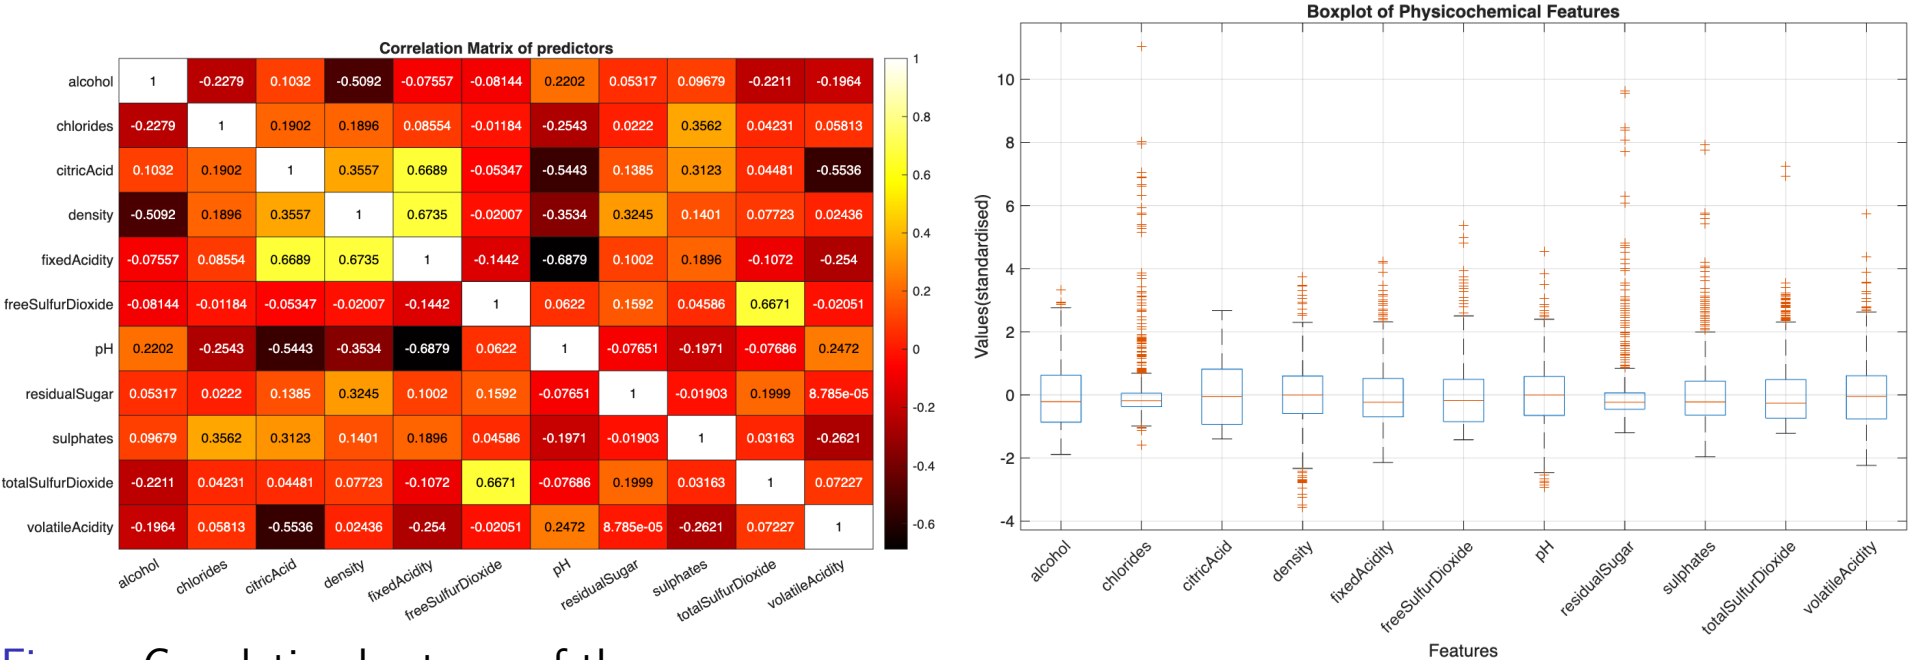 Correlation Matrix of predictors
alcohol 1 -0.2279 0.1032 -0.5092 -0.07557 -0.08144 0.2202 0.05317 0.09679 -0.2211 -0.1964
chlorides -0.2279 1 0.1902 0.1896 0.08554 -0.01184 -0.2543 0.0222 0.3562 0.04231 0.05813
citricAcid 0.1032 0.1902 1 0.3557 0.6689 -0.05347 -0.5443 0.1385 0.3123 0.04481 -0.5536
density -0.5092 0.1896 0.3557 1 0.6735 -0.02007 -0.3534 0.3245 0.1401 0.07723 0.02436
fixedAcidity -0.07557 0.08554 0.6689 0.6735 1 -0.1442 -0.6879 0.1002 0.1896 -0.1072 -0.254
freeSulfurDioxide -0.08144 -0.01184 -0.05347 -0.02007 -0.1442 1 0.0622 0.1592 0.04586 0.6671 -0.02051
pH 0.2202 -0.2543 -0.5443 -0.3534 -0.6879 0.0622 1 -0.07651 -0.1971 -0.07686 0.2472
residualSugar 0.05317 0.0222 0.1385 0.3245 0.1002 0.1592 -0.07651 1 -0.01903 0.1999 8.785e-05
sulphates 0.09679 0.3562 0.3123 0.1401 0.1896 0.04586 -0.1971 -0.01903 1 0.03163 -0.2621
totalSulfurDioxide -0.2211 0.04231 0.04481 0.07723 -0.1072 0.6671 -0.07686 0.1999 0.03163 1 0.07227
volatileAcidity -0.1964 0.05813 -0.5536 0.02436 -0.254 -0.02051 0.2472 8.785e-05 -0.2621 0.07227 1
alcohol chlorides citricAcid density fixedAcidity freeSulfurDioxide pH residualSugar sulphates totalSulfurDioxide volatileAcidity
1
0.8
0.6
0.4
0.2
0
-0.2
-0.4
-0.6
Boxplot of Physicochemical Features
Values(standardised)
10
8
6
4
2
0
-2
-4
alcohol chlorides citricAcid density fixedAcidity freeSulfurDioxide pH residualSugar sulphates totalSulfurDioxide volatileAcidity
Features